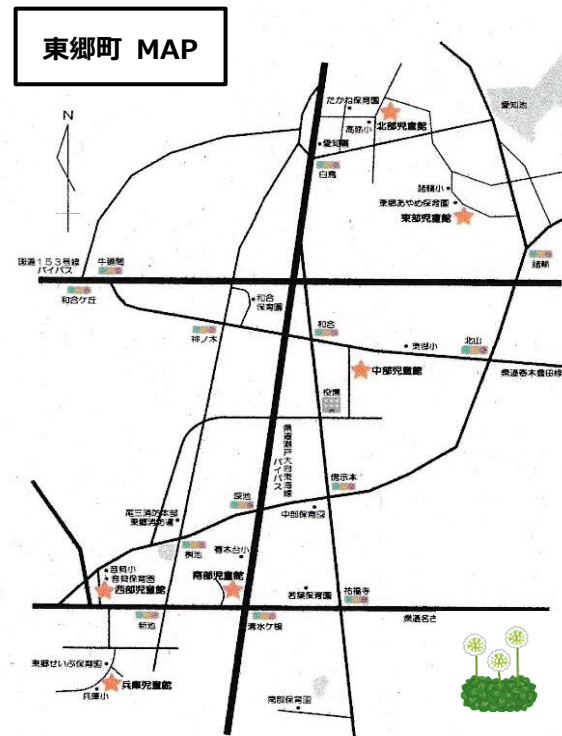 東郷町 MAP
N
愛知池
たかね保育園
高嶺小
北部児童館
愛知署
白鳥
諸輪小
東郷あやめ保育園
東部児童館
諸輪
国道153号線
バイパス
牛廻間
和合ケ丘
和合
保育園
神ノ木
和合
東郷小
北山
県道春木豊田線
中部児童館
役場
県道瀬戸大府東海線
バイパス
深池
傍示本
中部保育園
尾三消防本部
東郷消防署
桝池
春木台小
音貝小
音貝保育園
西部児童館
南部児童館
若葉保育園
祐福寺
新池
清水ケ根
県道名古
東郷せいぶ保育園
兵庫児童館
兵庫小
南部保育園